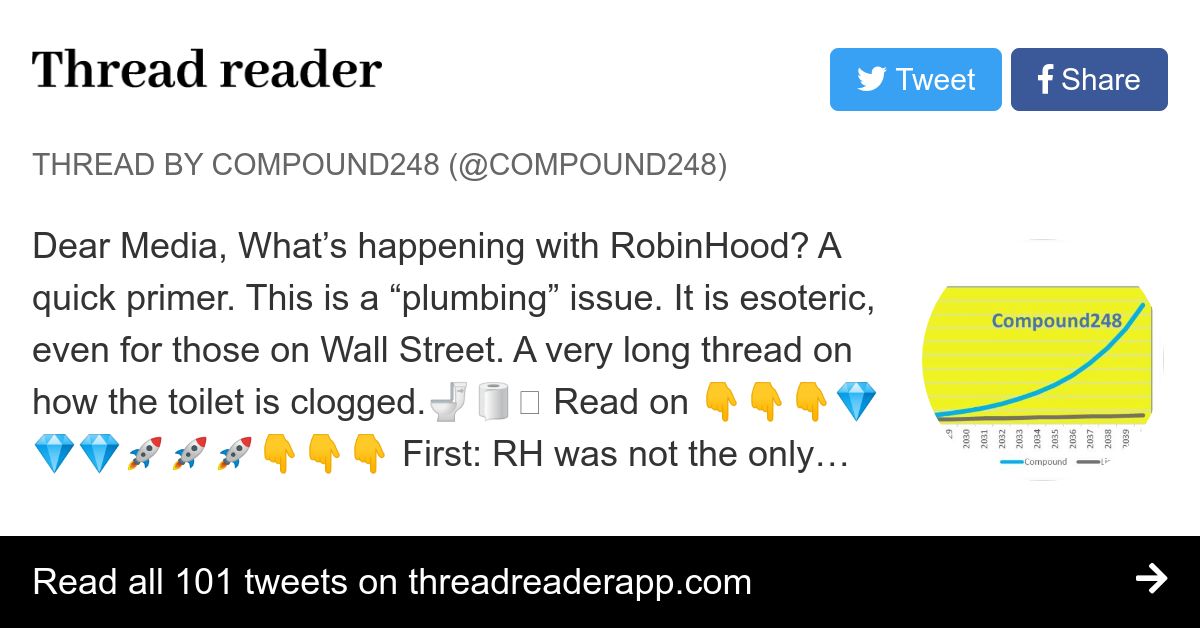 Thread reader
Tweet
Share
THREAD BY COMPOUND248 (@COMPOUND248)
Dear Media, What’s happening with RobinHood? A
quick primer. This is a “plumbing” issue. It is esoteric,
even for those on Wall Street. A very long thread on
how the toilet is clogged.🚽🧻 Read on 👇👇👇💎
💎💎🚀🚀🚀👇👇👇 First: RH was not the only…
Compound248
2030 2031 2032 2033 2034 2035 2036 2037 2038 2039
Compound
Read all 101 tweets on threadreaderapp.com